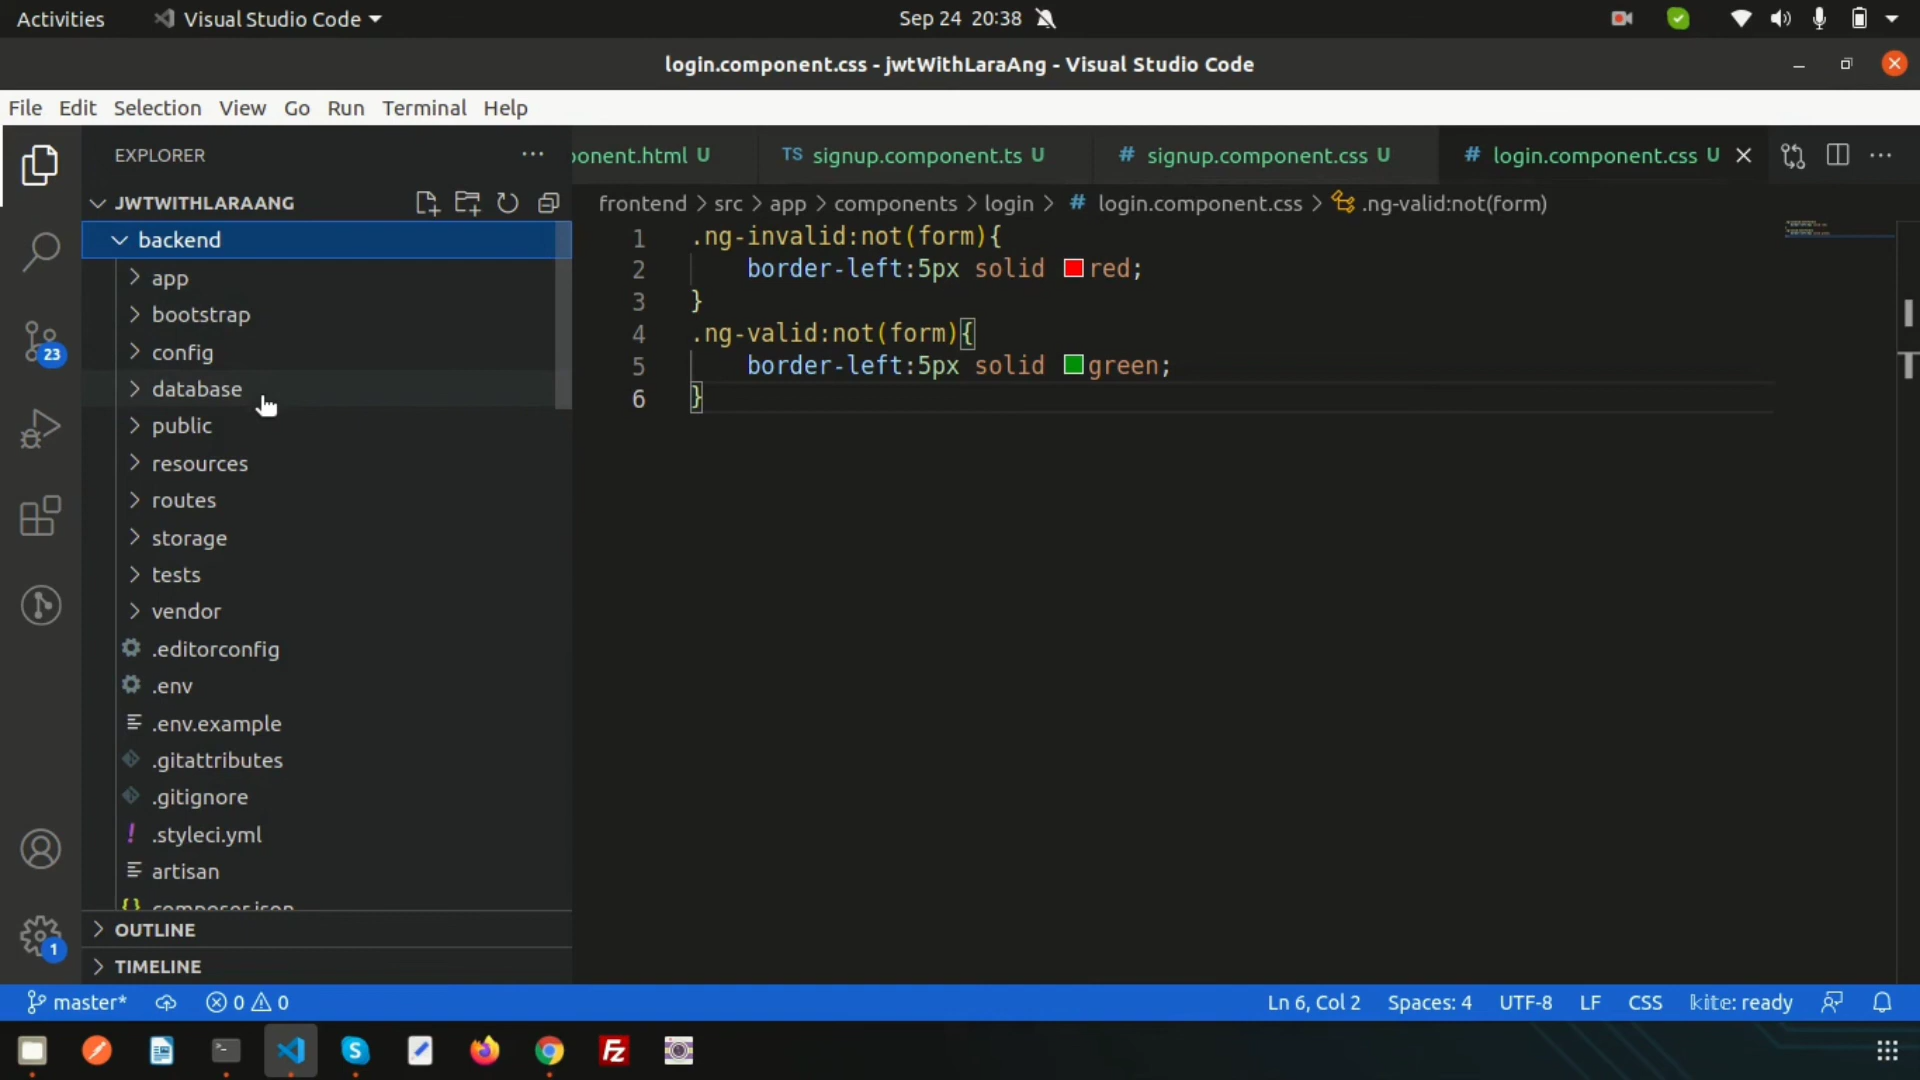 Activities
Visual Studio Code
Sep 24 20:38
login.component.css - jwtWithLaraAng - Visual Studio Code
File Edit Selection View Go Run Terminal Help
EXPLORER
ponent.html U
TS signup.component.ts U
# signup.component.css U
# login.component.css U
JWTWITHLARAANG
frontend > src > app > components > login > # login.component.css > .ng-valid:not(form)
backend
app
bootstrap
config
database
public
resources
routes
storage
tests
vendor
.editorconfig
.env
.env.example
.gitattributes
.gitignore
! .styleci.yml
artisan
{} composer.json
OUTLINE
TIMELINE
1 .ng-invalid:not(form){
2 border-left:5px solid red;
3 }
4 .ng-valid:not(form){
5 border-left:5px solid green;
6 }
23
1
master* 0 0
Ln 6, Col 2 Spaces: 4 UTF-8 LF CSS kite: ready